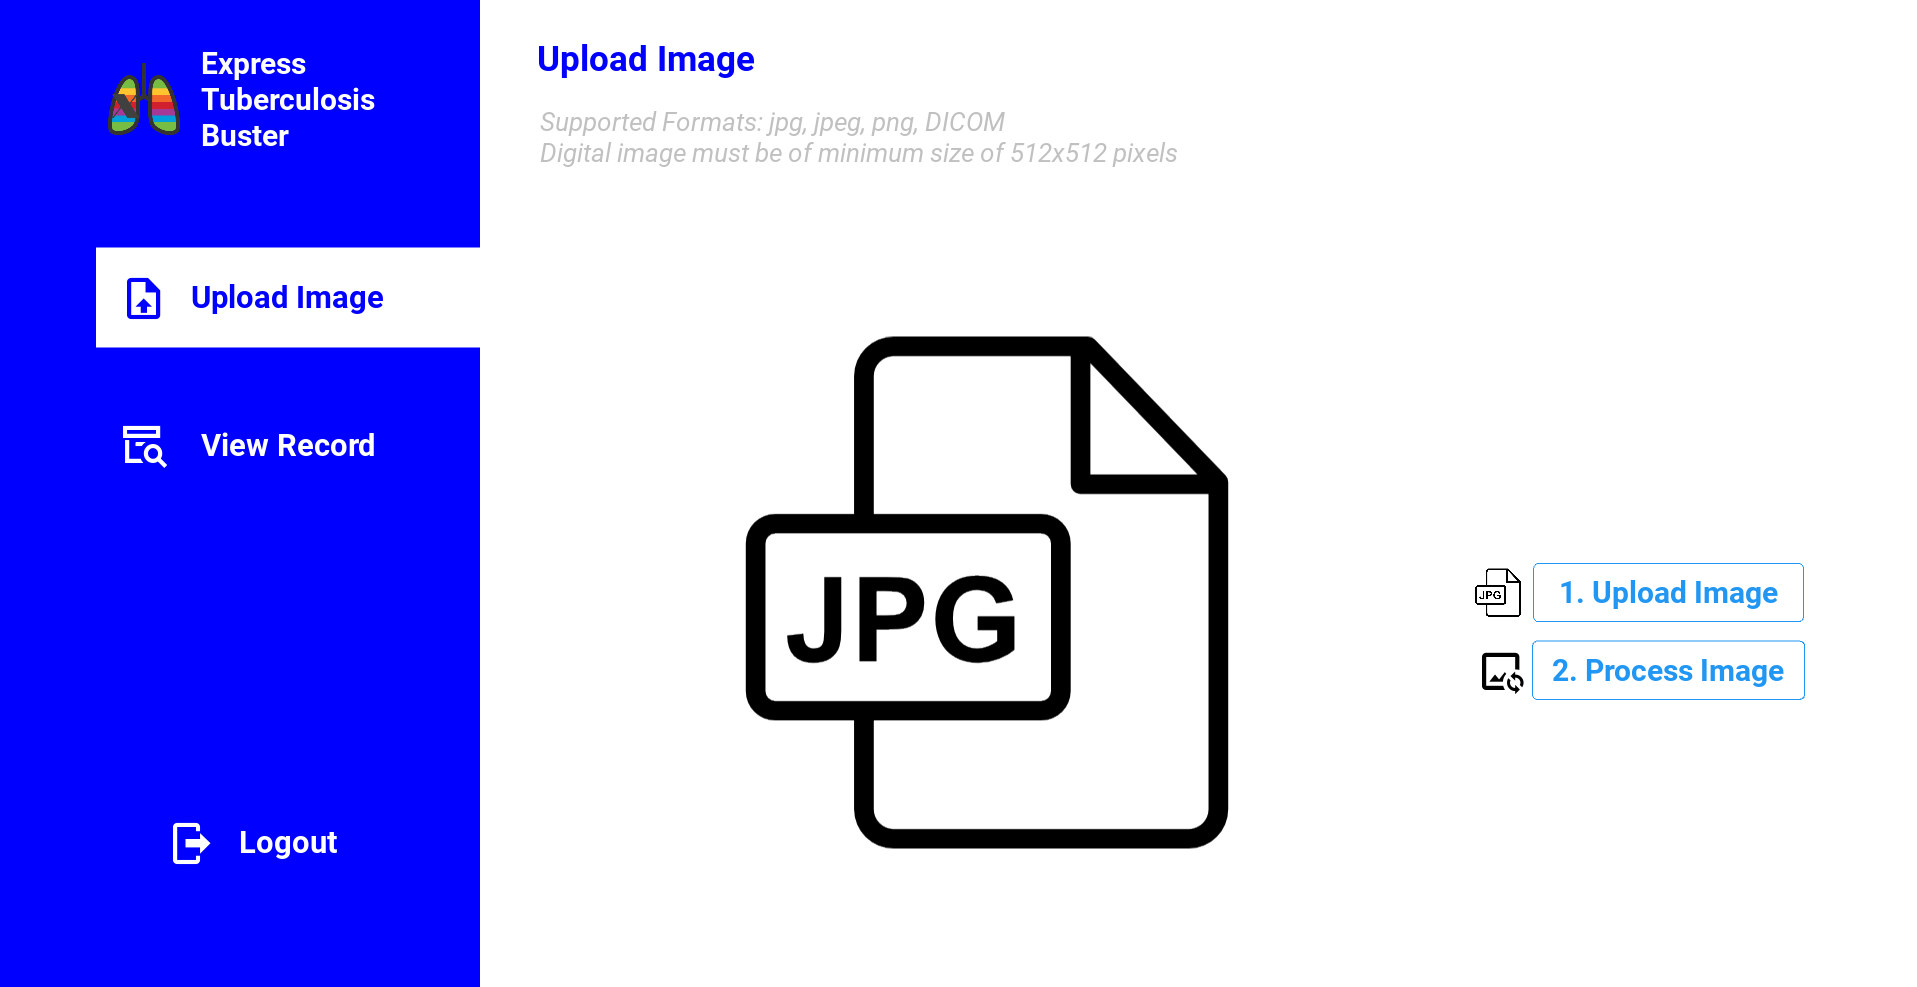 Express
Tuberculosis
Buster
Upload Image
View Record
Logout
Upload Image
Supported Formats: jpg, jpeg, png, DICOM
Digital image must be of minimum size of 512x512 pixels
JPG
JPG
1. Upload Image
2. Process Image